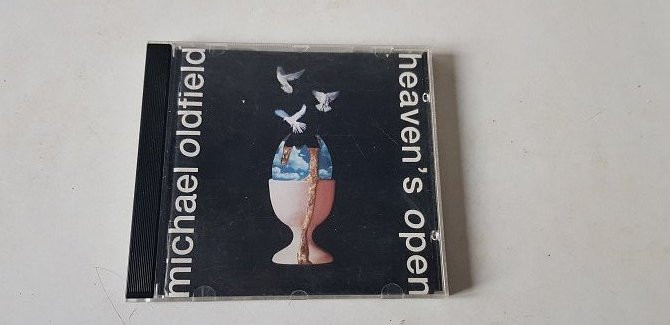 michael oldfield
heaven's open